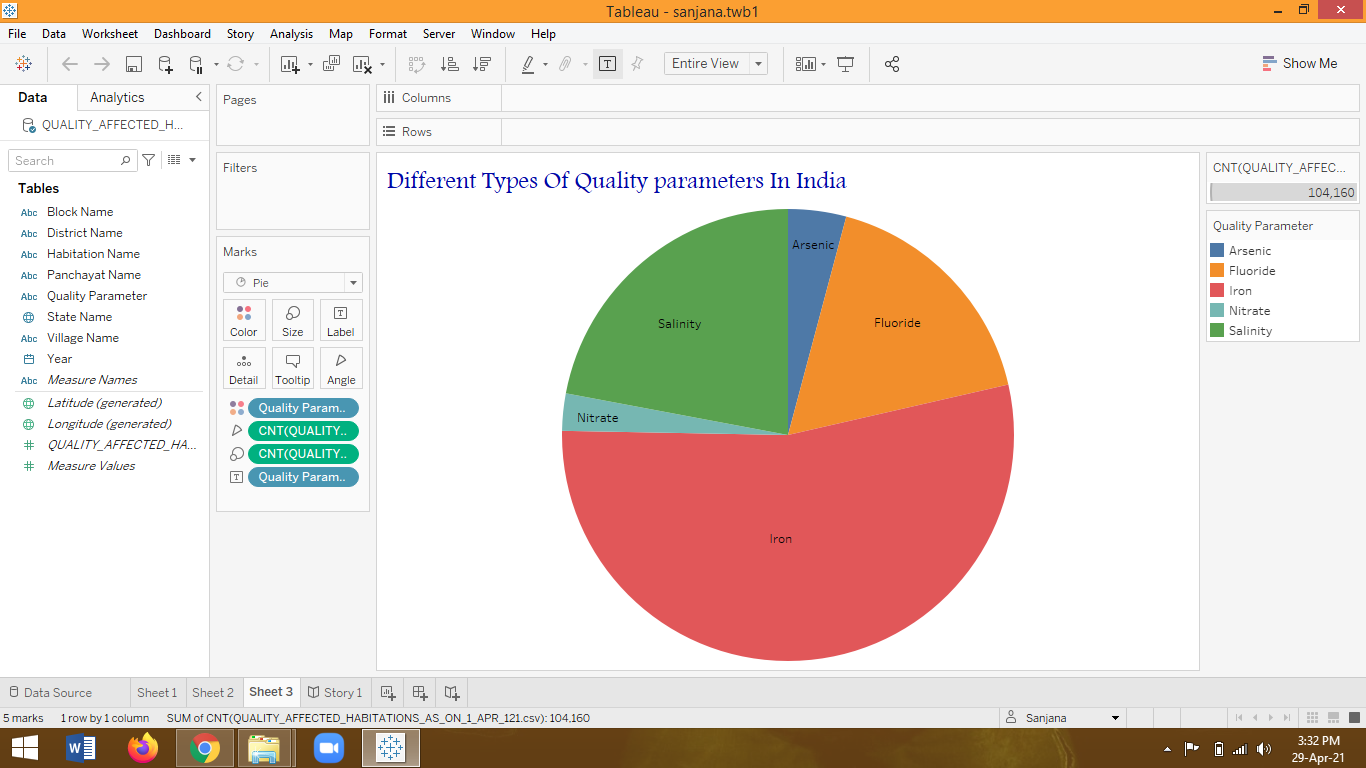 Tableau - sanjana.twb1
File Data Worksheet Dashboard Story Analysis Map Format Server Window Help
Entire View
Show Me
Data Analytics
QUALITY_AFFECTED_H...
Search
Tables
Abc Block Name
Abc District Name
Abc Habitation Name
Abc Panchayat Name
Abc Quality Parameter
State Name
Abc Village Name
Year
Abc Measure Names
Latitude (generated)
Longitude (generated)
QUALITY_AFFECTED_HA...
Measure Values
Pages
Filters
Marks
Pie
Color Size Label
Detail Tooltip Angle
Quality Param..
CNT(QUALITY..
CNT(QUALITY..
T Quality Param..
Columns
Rows
Different Types Of Quality parameters In India
Arsenic
Fluoride
Salinity
Nitrate
Iron
CNT(QUALITY_AFFEC...
104,160
Quality Parameter
Arsenic
Fluoride
Iron
Nitrate
Salinity
Data Source Sheet 1 Sheet 2 Sheet 3 Story 1
5 marks 1 row by 1 column SUM of CNT(QUALITY_AFFECTED_HABITATIONS_AS_ON_1_APR_121.csv): 104,160
Sanjana
3:32 PM
29-Apr-21